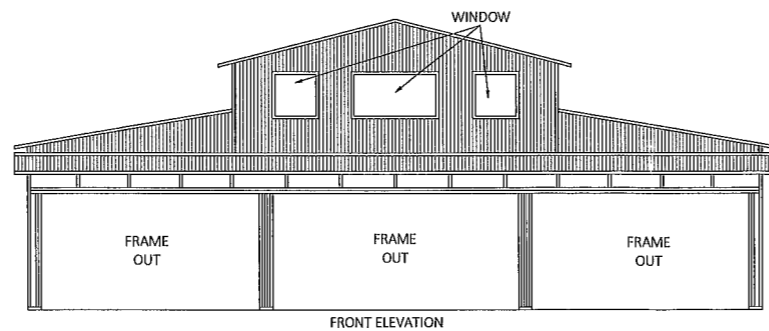 WINDOW
FRAME
OUT
FRAME
OUT
FRAME
OUT
FRONT ELEVATION